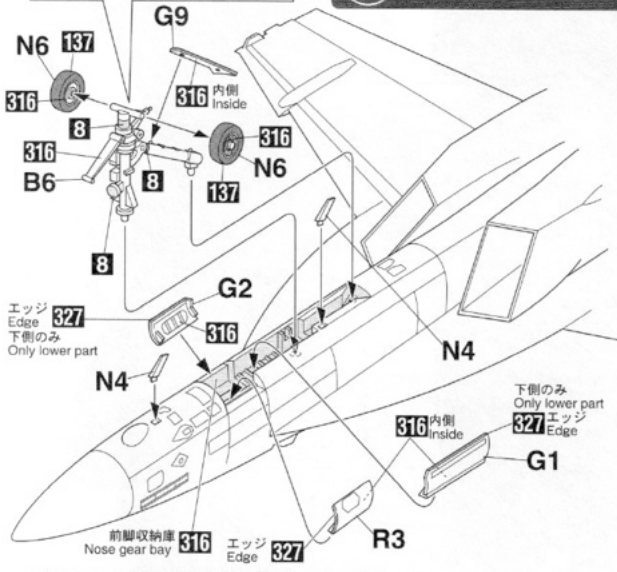 G9
N6 137
316 内側
Inside
316
8
316
316
N6
B6
8
137
8
G2
エッジ 327
Edge
下側のみ
Only lower part
316
N4
N4
下側のみ
Only lower part
316 内側
Inside
327 エッジ
Edge
G1
前脚収納庫 316
Nose gear bay
エッジ 327
Edge
R3